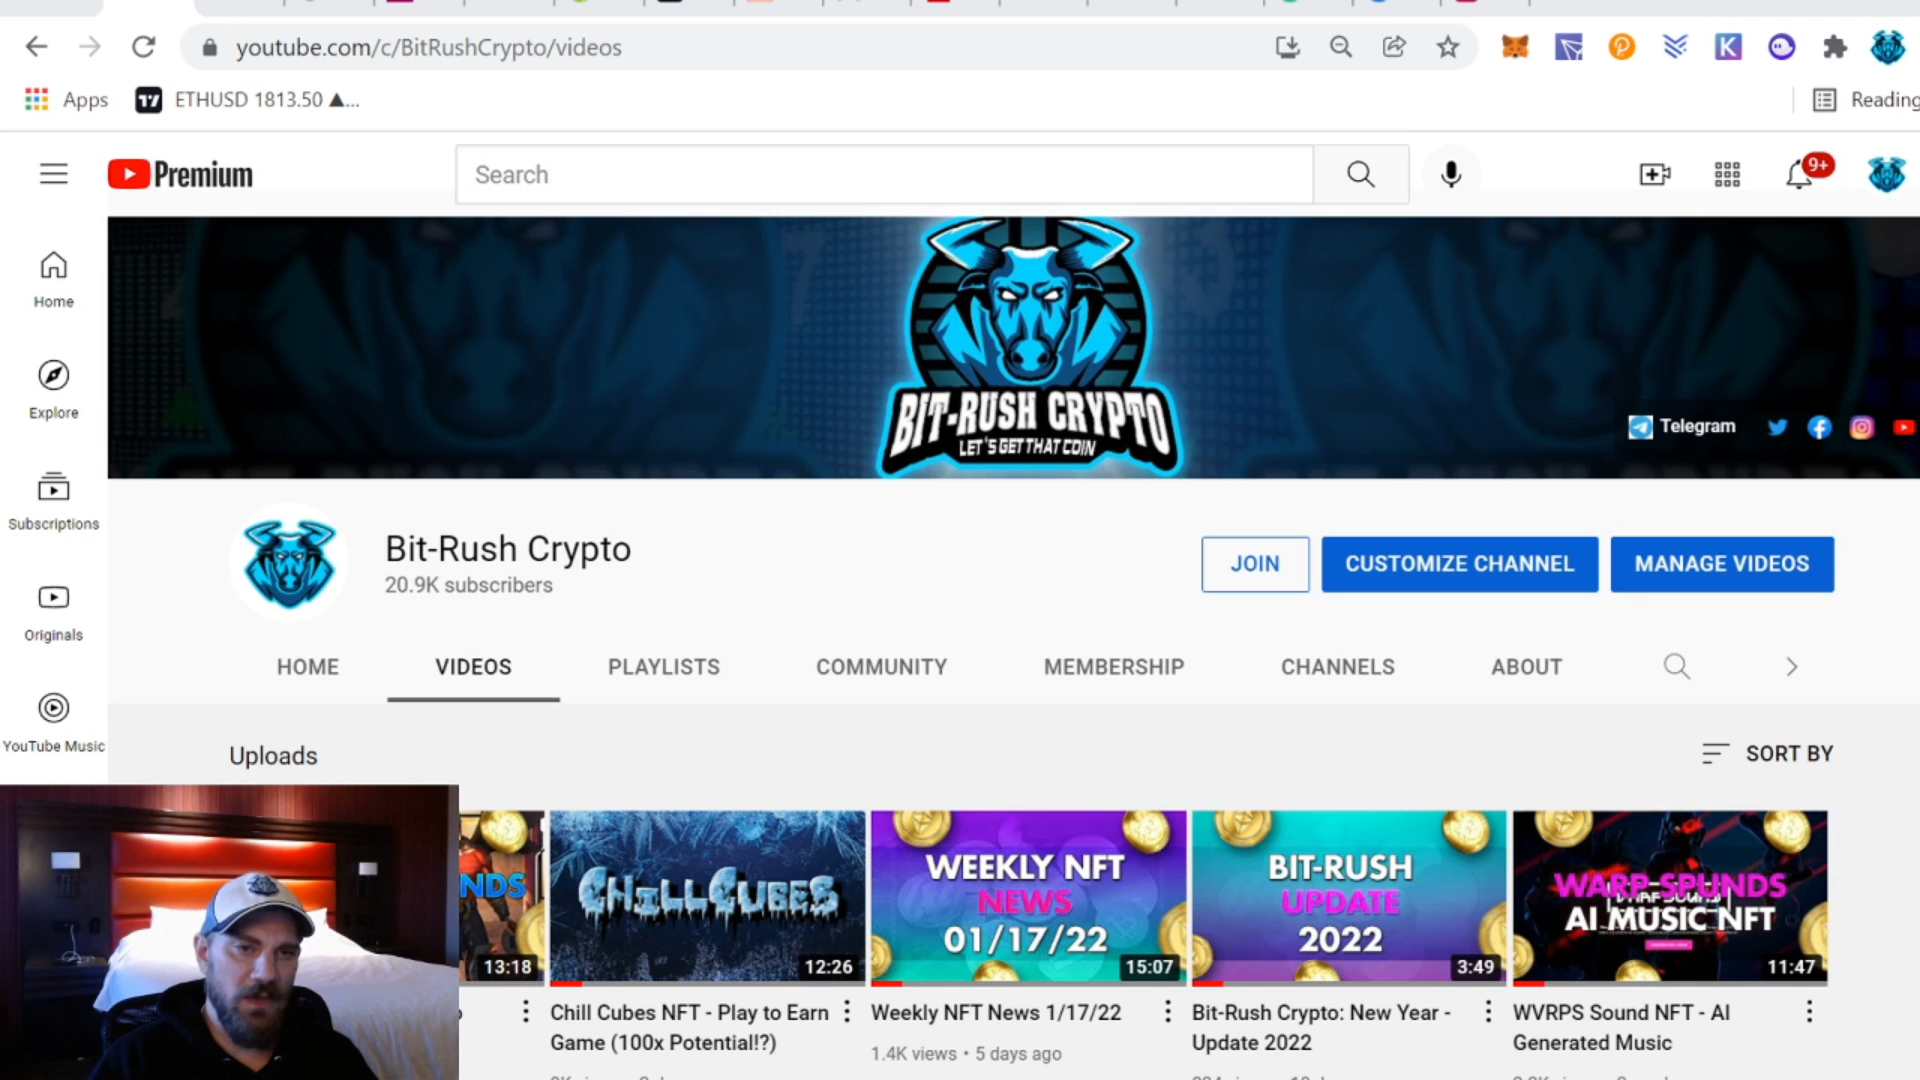 youtube.com/c/BitRushCrypto/videos
Apps
ETHUSD 1813.50 ▲...
Reading
Premium
Search
9+
Home
Explore
Subscriptions
Originals
YouTube Music
BIT-RUSH CRYPTO
LET'S GET THAT COIN
Telegram
Bit-Rush Crypto
20.9K subscribers
JOIN
CUSTOMIZE CHANNEL
MANAGE VIDEOS
HOME
VIDEOS
PLAYLISTS
COMMUNITY
MEMBERSHIP
CHANNELS
ABOUT
Uploads
SORT BY
NDS
13:18
CHILLCUBES
12:26
WEEKLY NFT
NEWS
01/17/22
15:07
BIT-RUSH
UPDATE
2022
3:49
WARP SPUNDS
AI MUSIC NFT
11:47
Chill Cubes NFT - Play to Earn
Game (100x Potential!?)
Weekly NFT News 1/17/22
1.4K views • 5 days ago
Bit-Rush Crypto: New Year -
Update 2022
WVRPS Sound NFT - AI
Generated Music